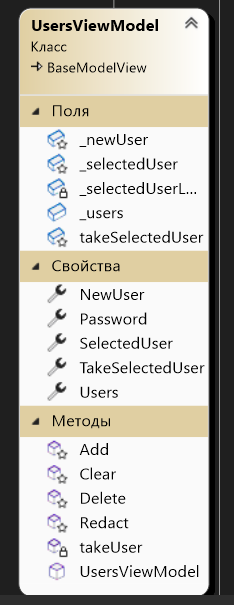 UsersViewModel
Класс
BaseModelView
Поля
_newUser
_selectedUser
_selectedUserL...
_users
takeSelectedUser
Свойства
NewUser
Password
SelectedUser
TakeSelectedUser
Users
Методы
Add
Clear
Delete
Redact
takeUser
UsersViewModel